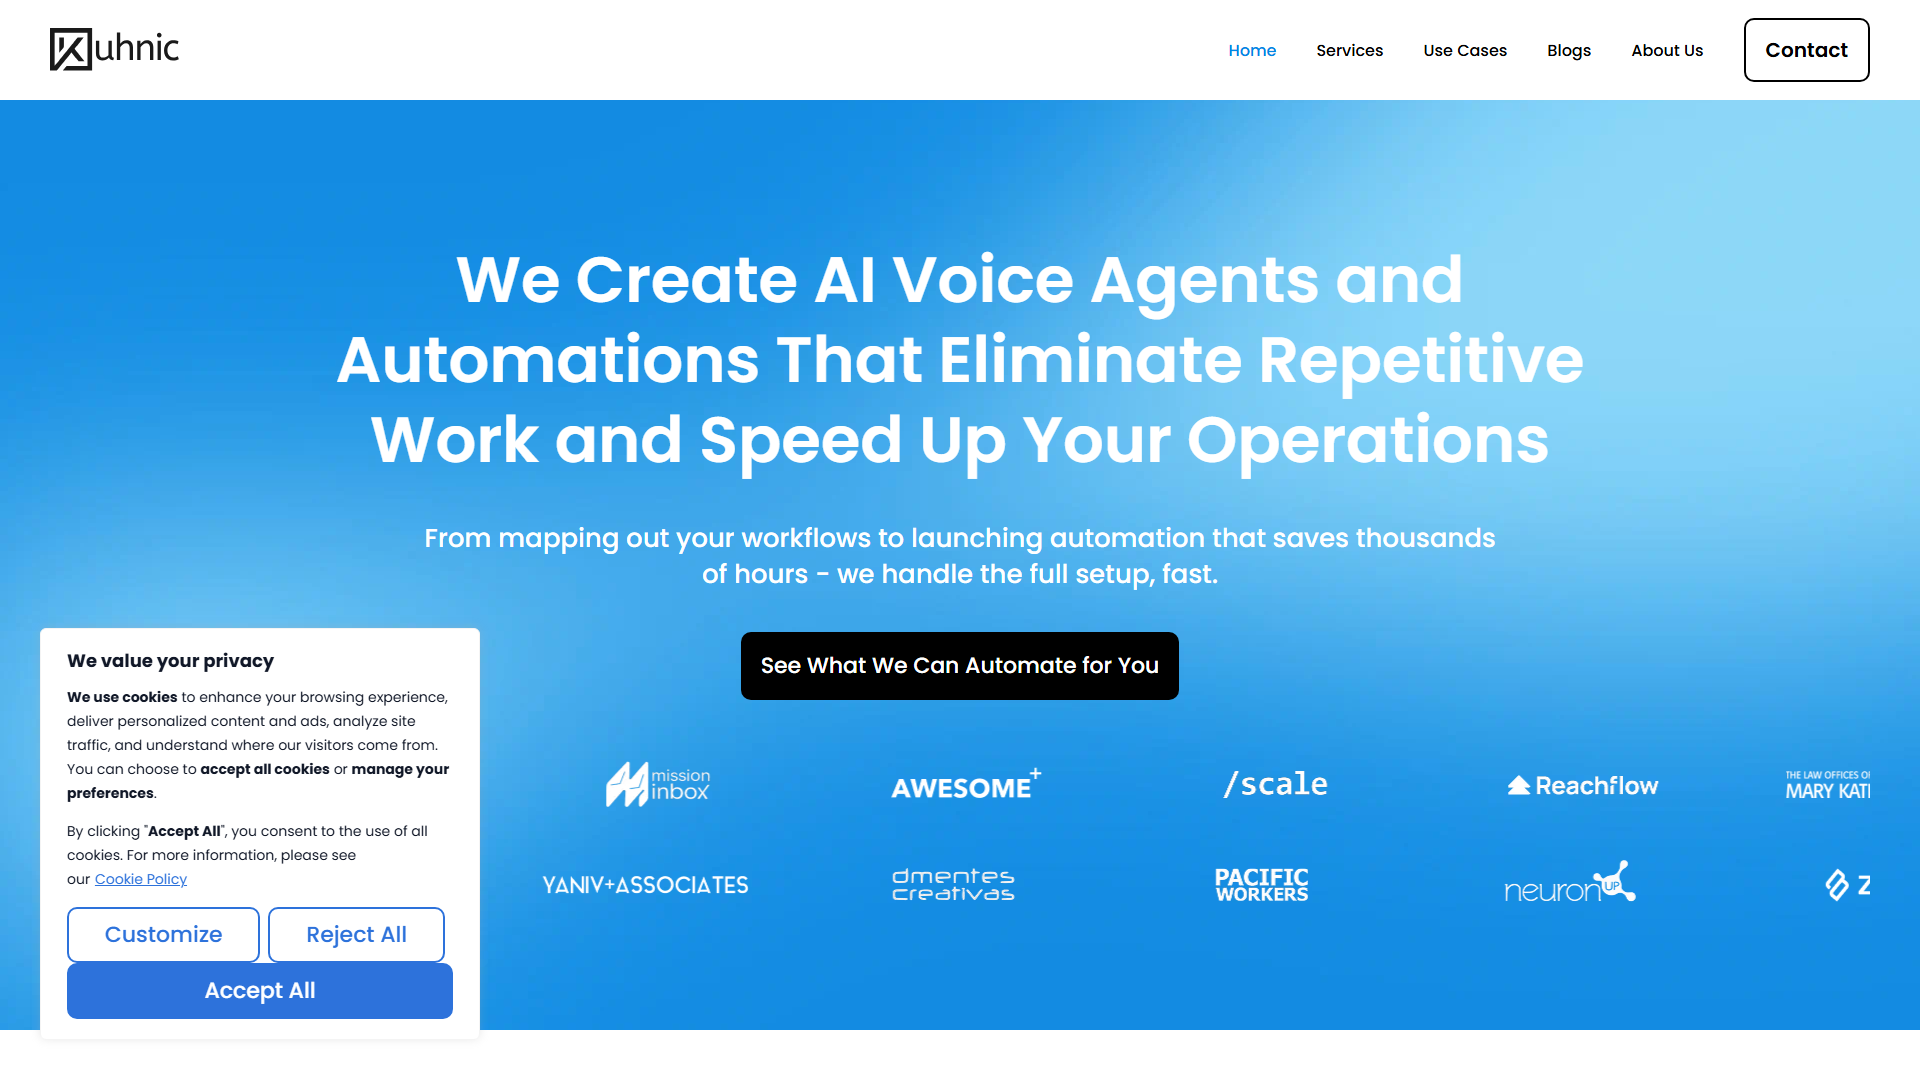 Kuhnic
Home
Services
Use Cases
Blogs
About Us
Contact
We Create AI Voice Agents and
Automations That Eliminate Repetitive
Work and Speed Up Your Operations
From mapping out your workflows to launching automation that saves thousands
of hours - we handle the full setup, fast.
See What We Can Automate for You
mission
inbox
AWESOME+
/scale
Reachflow
THE LAW OFFICES
MARY
YANIV+ASSOCIATES
dmentes
creativas
PACIFIC
WORKERS
neuronUP
We value your privacy
We use cookies to enhance your browsing experience,
deliver personalized content and ads, analyze site
traffic, and understand where our visitors come from.
You can choose to accept all cookies or manage your
preferences.
By clicking "Accept All", you consent to the use of all
cookies. For more information, please see
our Cookie Policy
Customize
Reject All
Accept All